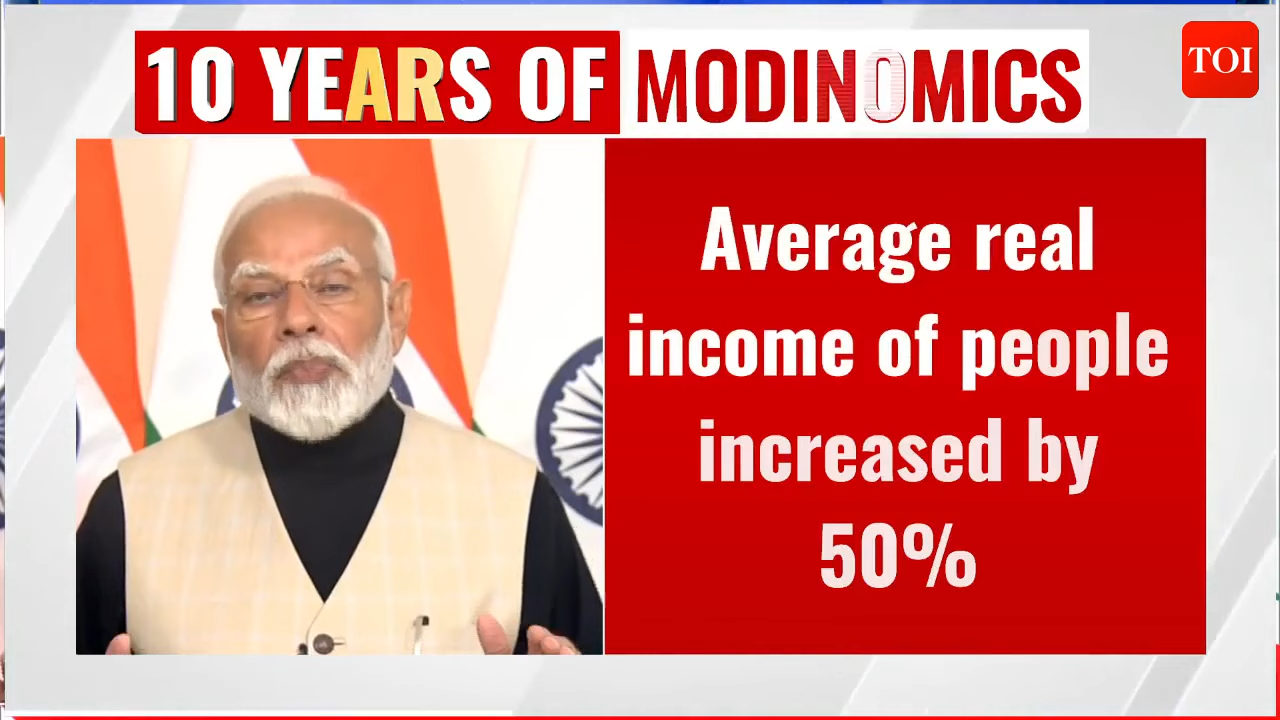 10 YEARS OF MODINOMICS
TOI
Average real
income of people
increased by
50%